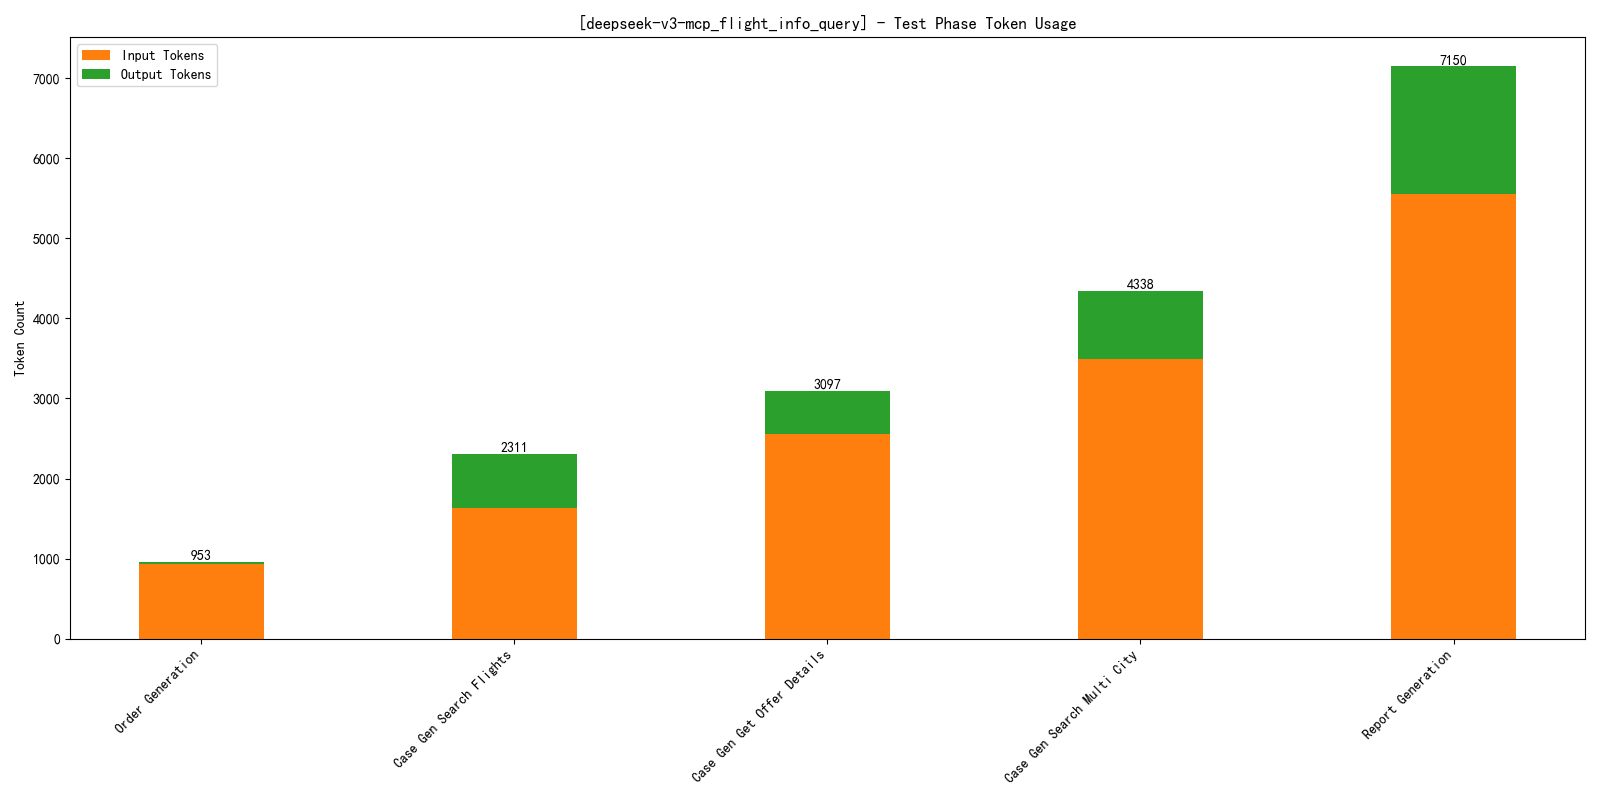 [deepseek-v3-mcp_flight_info_query] - Test Phase Token Usage
Input Tokens
Output Tokens
Token Count
7000
6000
5000
4000
3000
2000
1000
0
953
2311
3097
4338
7150
Order Generation
Case Gen Search Flights
Case Gen Get Offer Details
Case Gen Search Multi City
Report Generation